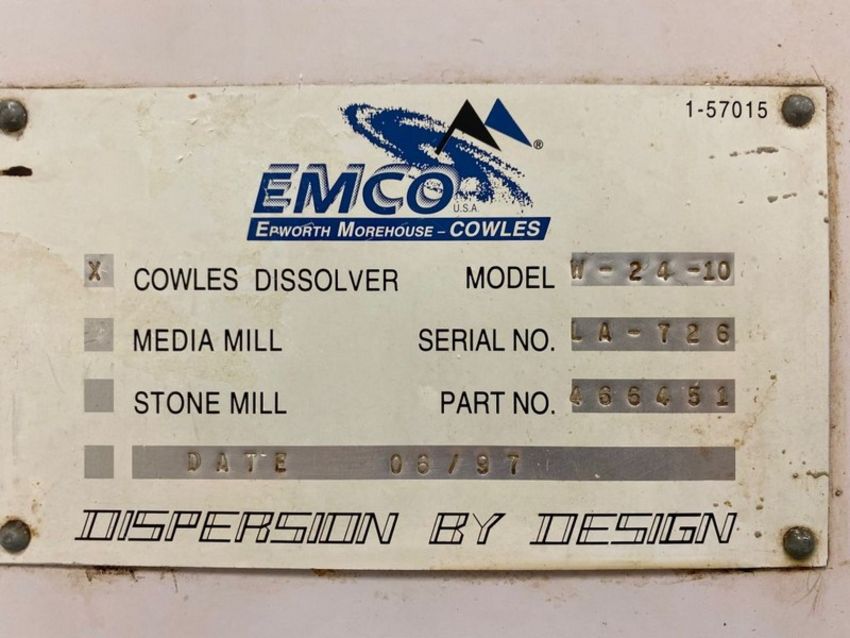 1-57015
EMCO U.S.A. ®
EPWORTH MOREHOUSE – COWLES
X COWLES DISSOLVER MODEL W-24-10
MEDIA MILL SERIAL NO. LA-726
STONE MILL PART NO. 466451
DATE 06/97
DISPERSION BY DESIGN